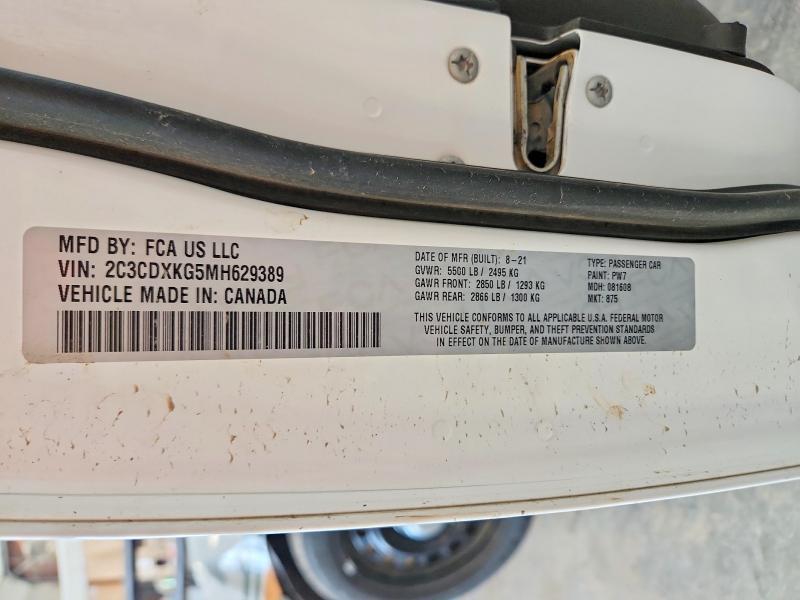 MFD BY: FCA US LLC
VIN: 2C3CDXKG5MH629389
VEHICLE MADE IN: CANADA
DATE OF MFR (BUILT): 8-21
GVWR: 5500 LB / 2495 KG
GAWR FRONT: 2850 LB / 1293 KG
GAWR REAR: 2866 LB / 1300 KG
TYPE: PASSENGER CAR
PAINT: PW7
MDH: 081608
MKT: 875
THIS VEHICLE CONFORMS TO ALL APPLICABLE U.S.A. FEDERAL MOTOR
VEHICLE SAFETY, BUMPER, AND THEFT PREVENTION STANDARDS
IN EFFECT ON THE DATE OF MANUFACTURE SHOWN ABOVE.